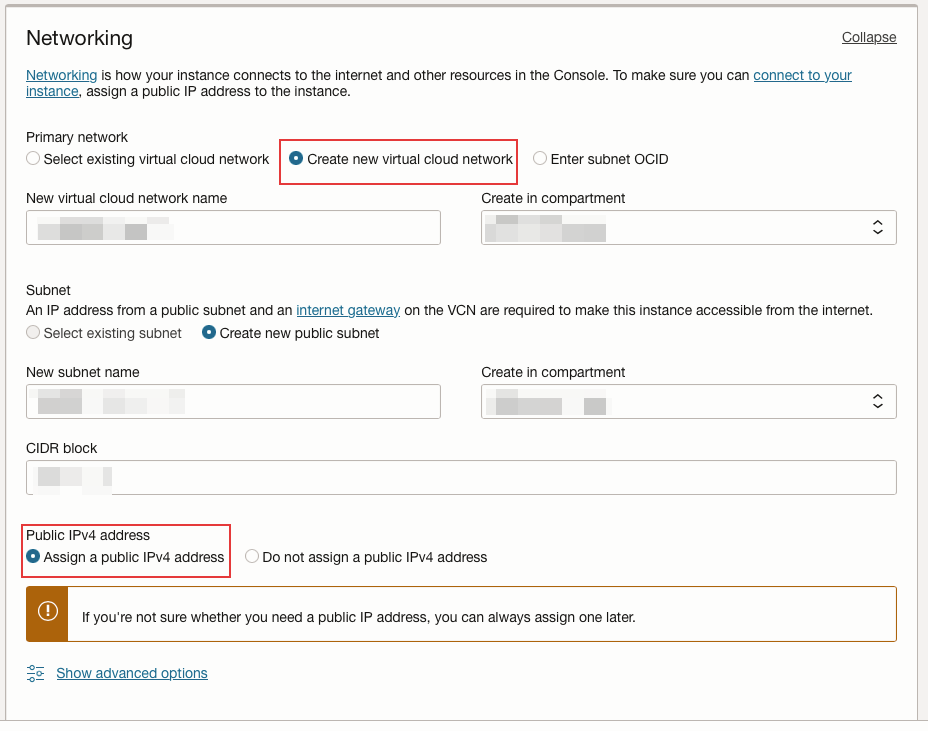 Networking
Collapse
Networking is how your instance connects to the internet and other resources in the Console. To make sure you can connect to your
instance, assign a public IP address to the instance.
Primary network
Select existing virtual cloud network
Create new virtual cloud network
Enter subnet OCID
New virtual cloud network name
Create in compartment
Subnet
An IP address from a public subnet and an internet gateway on the VCN are required to make this instance accessible from the internet.
Select existing subnet
Create new public subnet
New subnet name
Create in compartment
CIDR block
Public IPv4 address
Assign a public IPv4 address
Do not assign a public IPv4 address
If you're not sure whether you need a public IP address, you can always assign one later.
Show advanced options